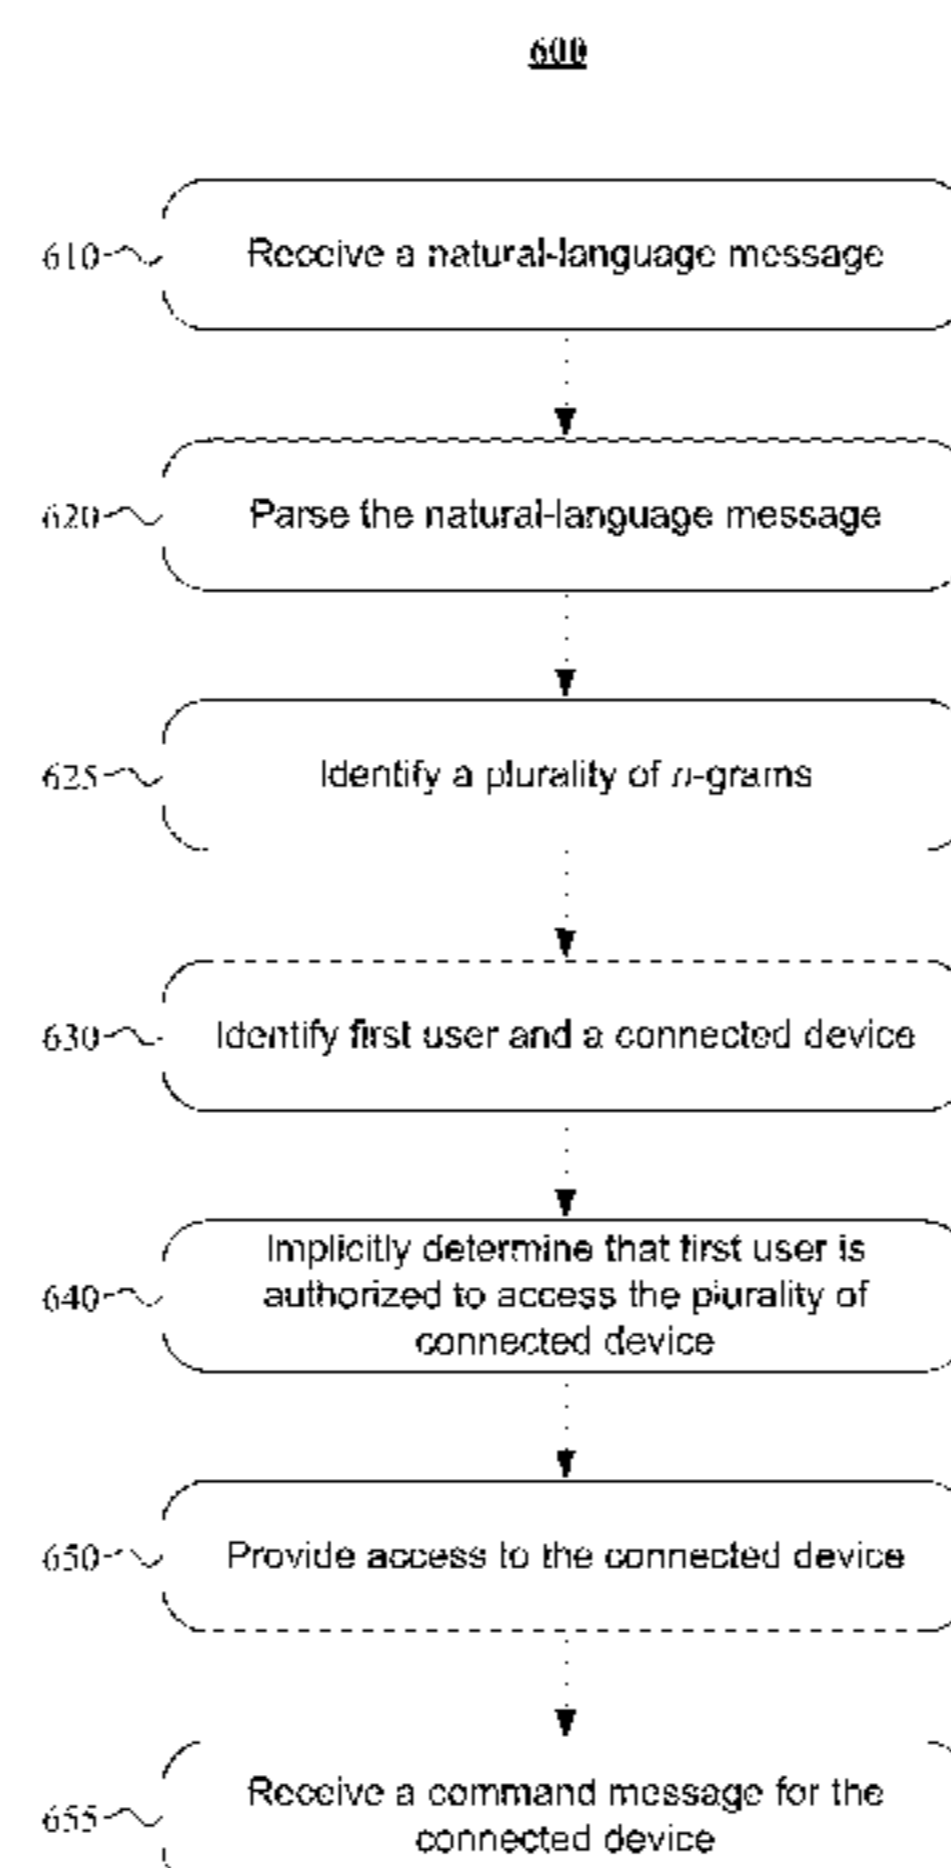 600
610 Receive a natural-language message
620 Parse the natural-language message
625 Identify a plurality of n-grams
630 Identify first user and a connected device
Implicitly determine that first user is
640 authorized to access the plurality of
connected device
650 Provide access to the connected device
Receive a command message for the
655
connected device